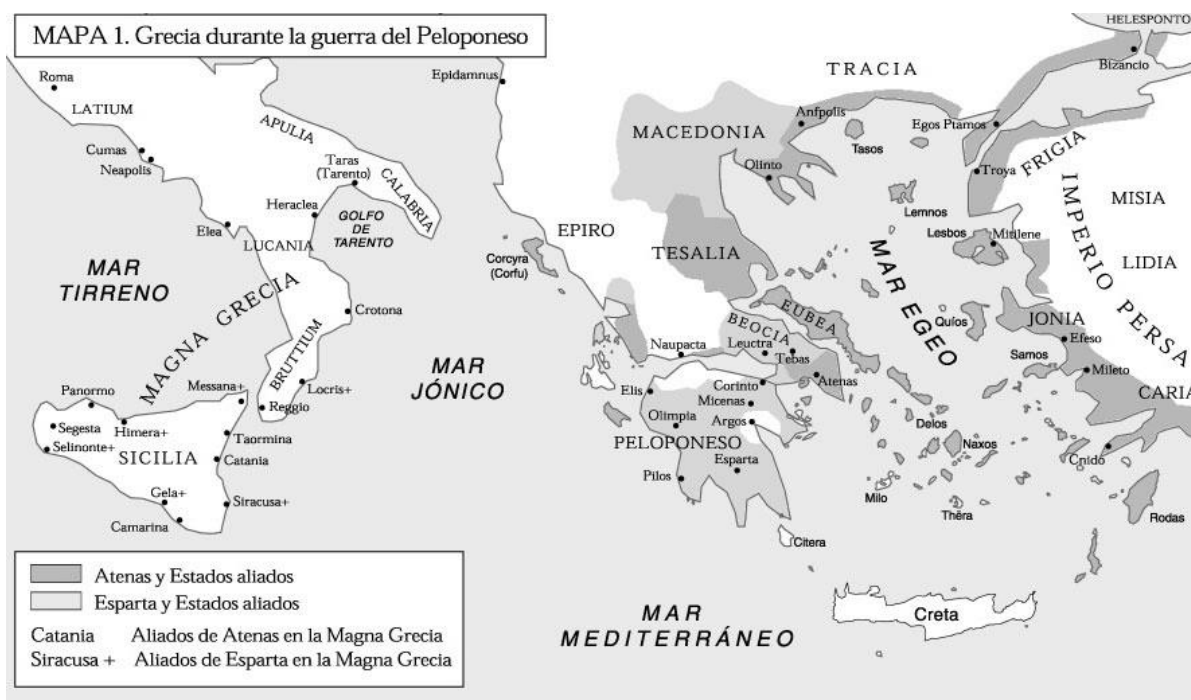 MAPA 1. Grecia durante la guerra del Peloponeso
HELESPONTO
Bizancio
Roma
Epidamnus
TRACIA
LATIUM
APULIA
MACEDONIA
Anfpolis
Egos Ptamos
Tasos
Cumas
Neapolis
Taras
(Tarento)
CALABRIA
Olinto
Troya
FRIGIA
IMPERIO PERSA
MISIA
Heraclea
GOLFO
DE
TARENTO
Lemnos
Elea
LUCANIA
EPIRO
TESALIA
Lesbos
Mitilene
MAR
TIRRENO
Corcyra
(Corfu)
MAR EGEO
LIDIA
MAGNA GRECIA
Crotona
EUBEA
Quíos
JONIA
BEOCIA
Efeso
BRUTTIUM
MAR
JÓNICO
Naupacta
Leuctra
Tebas
Samos
Mileto
Panormo
Messana+
Locris+
Elis
Corinto
Atenas
CARIA
Reggio
Micenas
Segesta
Himera+
Olimpia
Argos
Delos
Selinonte+
SICILIA
Taormina
PELOPONESO
Naxos
Catania
Esparta
Cnido
Pilos
Gela+
Siracusa+
Milo
Thêra
Rodas
Camarina
Citera
Atenas y Estados aliados
Esparta y Estados aliados
Catania Aliados de Atenas en la Magna Grecia
Siracusa + Aliados de Esparta en la Magna Grecia
MAR
MEDITERRÁNEO
Creta